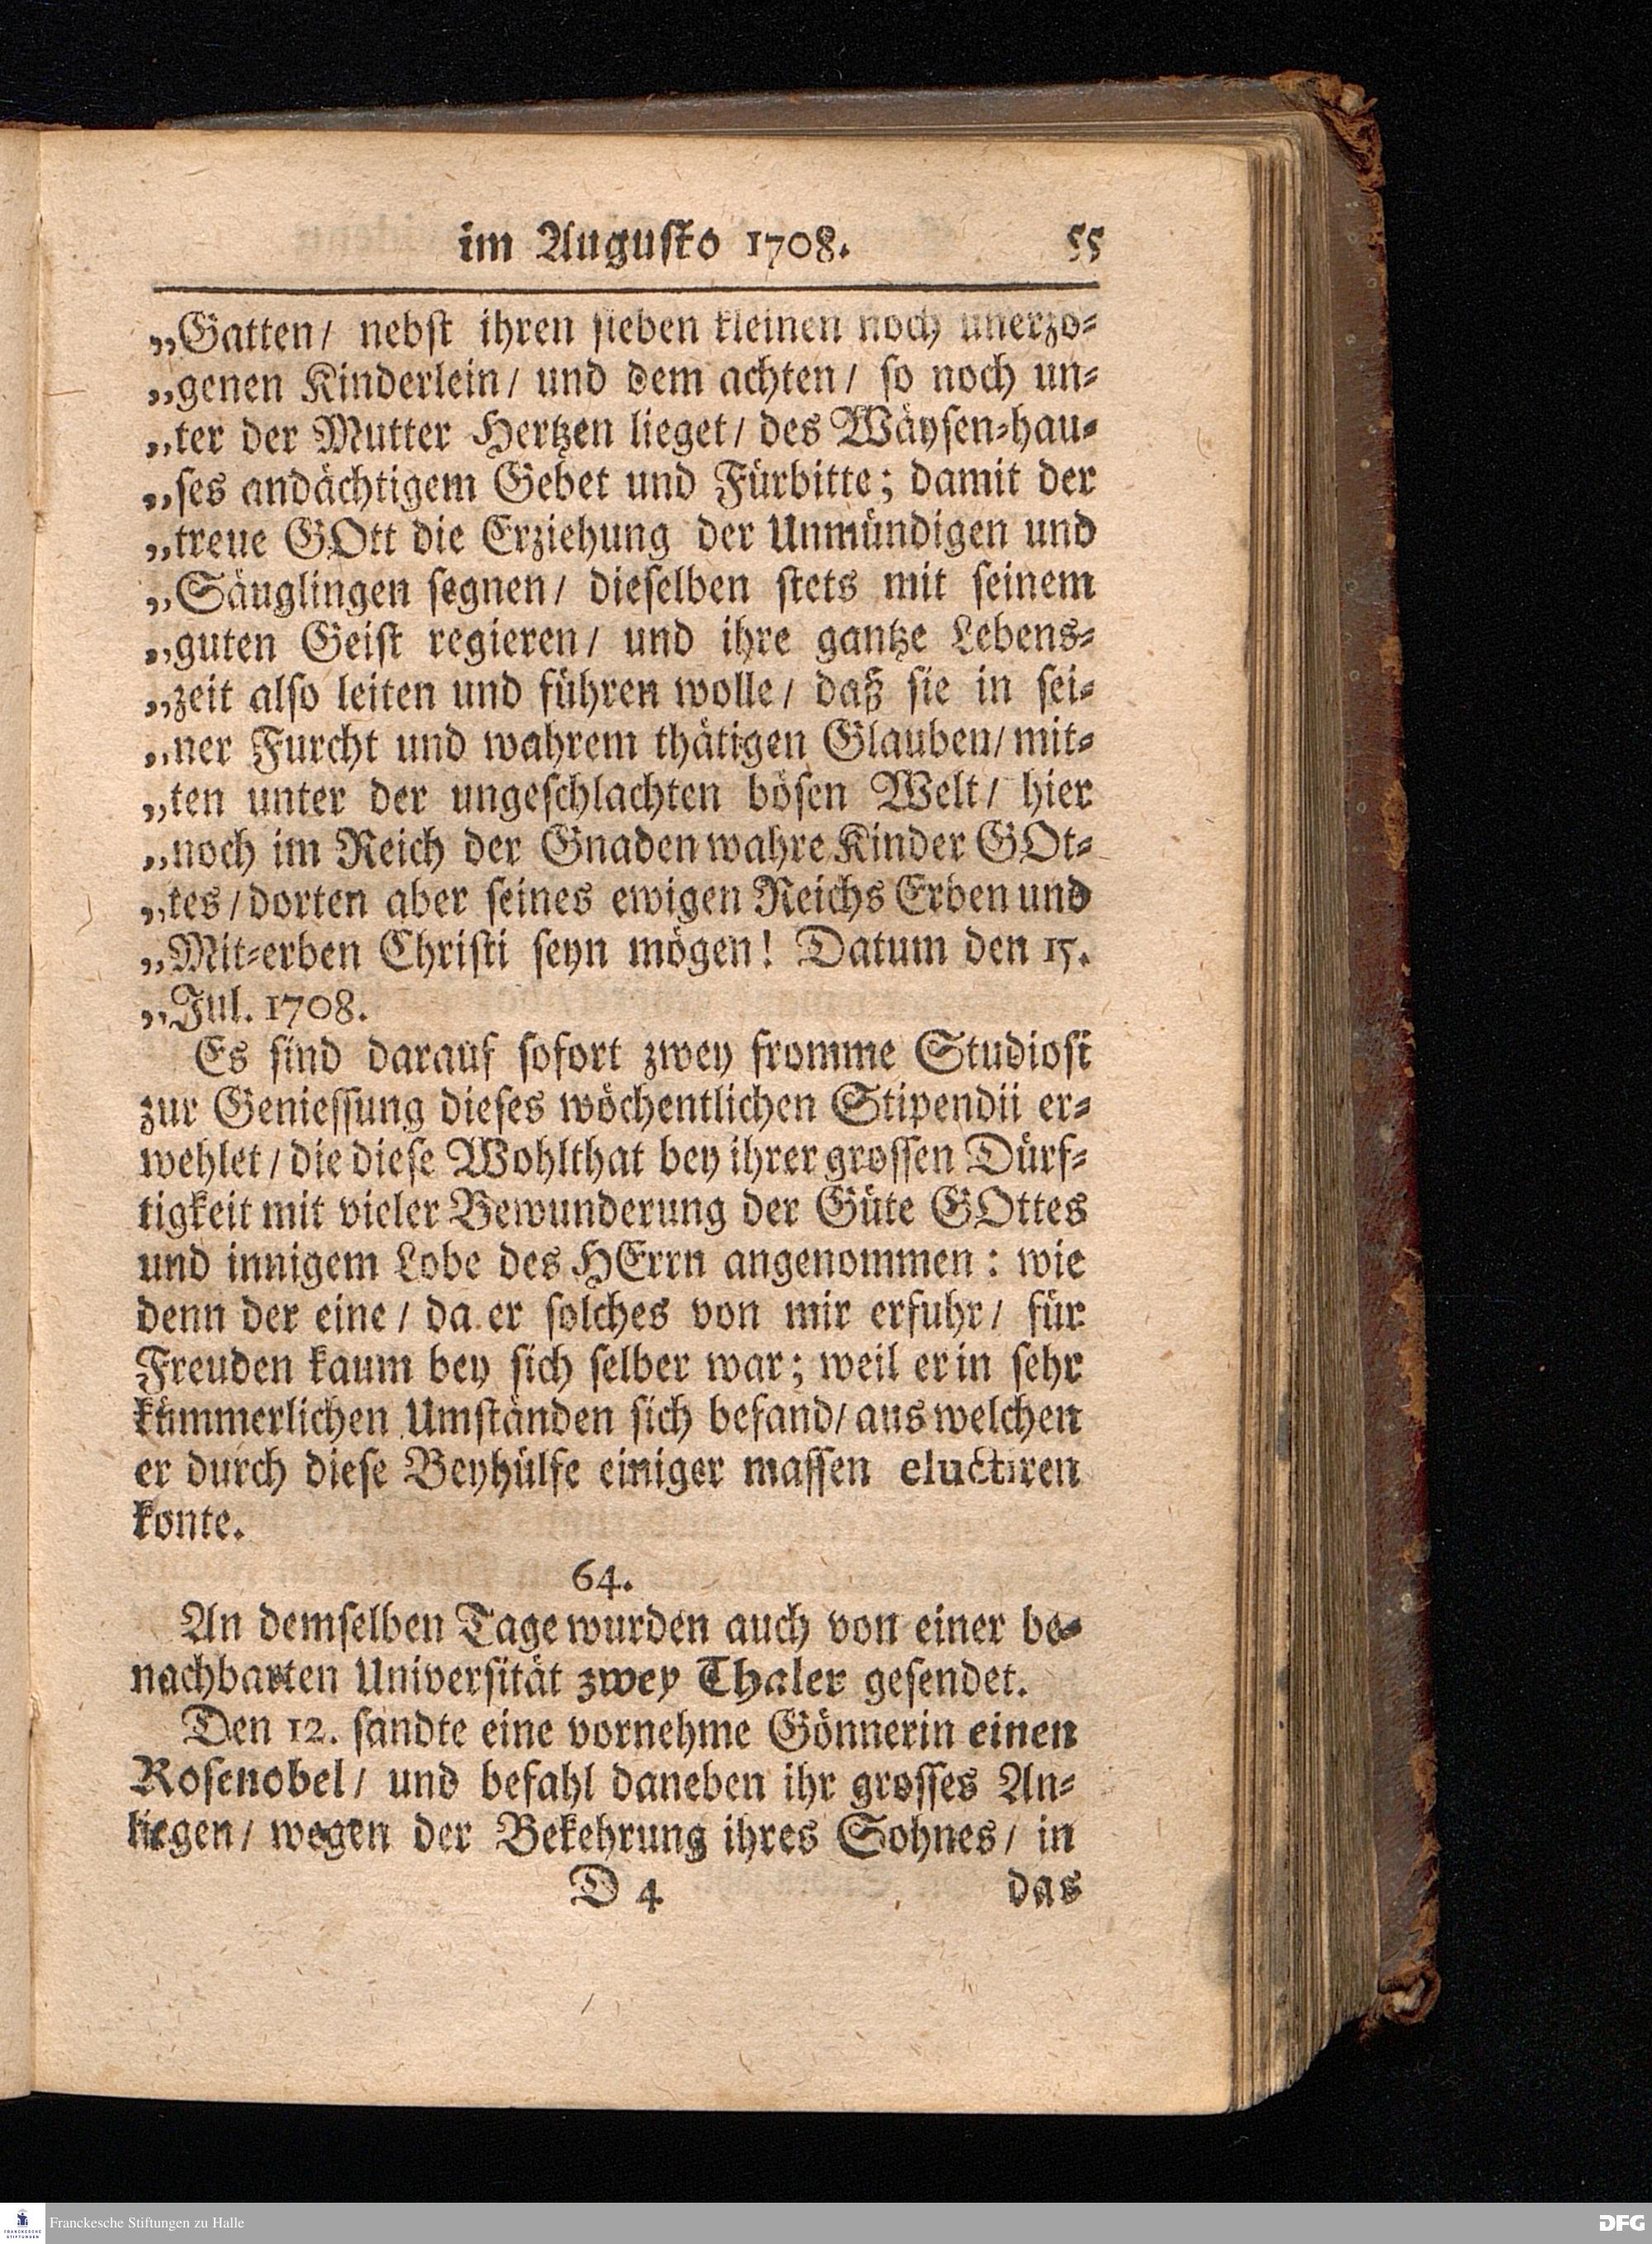 im Augusto 1708. 55
„Gatten/ nebst ihren sieben kleinen noch unerzo-
„genen Kinderlein/ und dem achten/ so noch un-
„ter der Mutter Hertzen lieget/ des Wäysen-hau-
„ses andächtigem Gebet und Fürbitte; damit der
„treue GOtt die Erziehung der Unmündigen und
„Säuglingen segnen/ dieselben stets mit seinem
„guten Geist regieren/ und ihre gantze Lebens-
„zeit also leiten und führen wolle/ daß sie in sei-
„ner Furcht und wahrem thätigen Glauben/ mit-
„ten unter der ungeschlachten bösen Welt/ hier
„noch im Reich der Gnaden wahre Kinder GOt-
„tes/ dorten aber seines ewigen Reichs Erben und
„Mit-erben Christi seyn mögen! Datum den 15.
„Jul. 1708.
Es sind darauf sofort zwey fromme Studiosi
zur Geniessung dieses wöchentlichen Stipendii er-
wehlet/ die diese Wohlthat bey ihrer grossen Dürf-
tigkeit mit vieler Bewunderung der Güte GOttes
und innigem Lobe des HErrn angenommen: wie
denn der eine/ da er solches von mir erfuhr/ für
Freuden kaum bey sich selber war; weil er in sehr
kümmerlichen Umständen sich befand/ aus welchen
er durch diese Beyhülfe einiger massen eluctiren
konte.
64.
An demselben Tage wurden auch von einer be-
nachbarten Universität zwey Thaler gesendet.
Den 12. sandte eine vornehme Gönnerin einen
Rosenobel/ und befahl daneben ihr grosses An-
liegen/ wegen der Bekehrung ihres Sohnes/ in
D 4 das
FRANCKESCHE STIFTUNGEN
Franckesche Stiftungen zu Halle
DFG